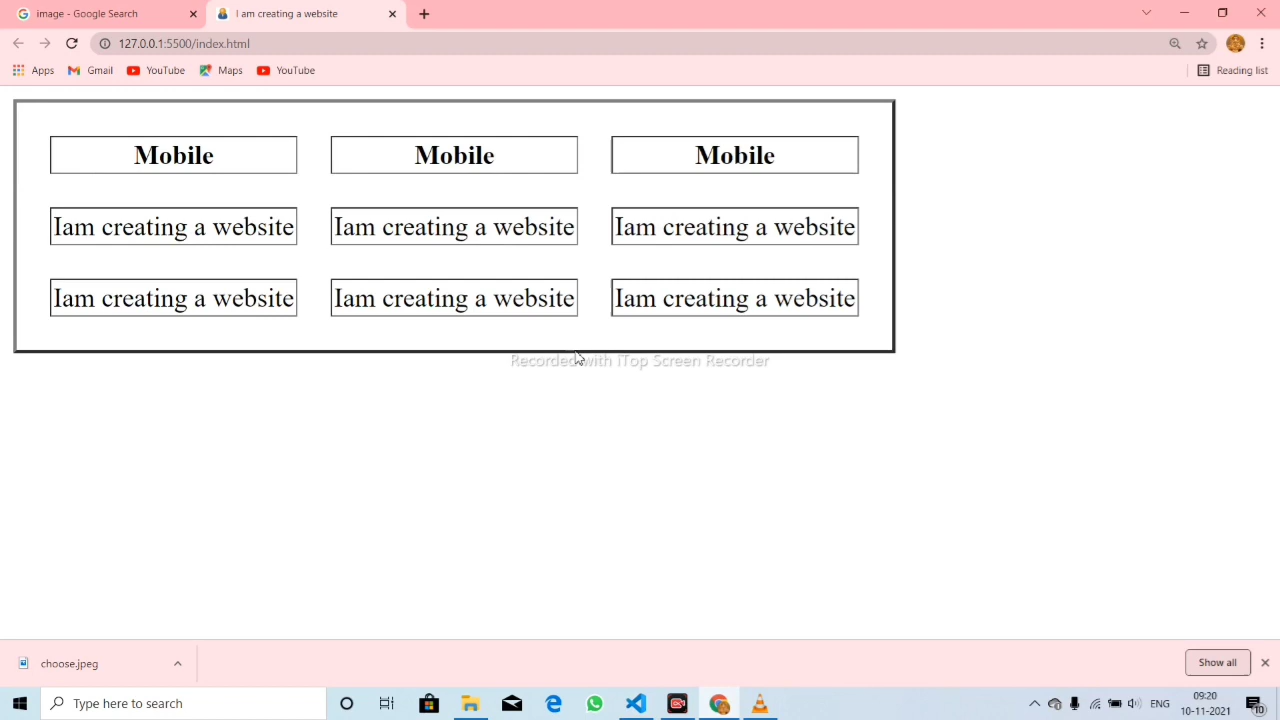 image - Google Search
I am creating a website
127.0.0.1:5500/index.html
Apps Gmail YouTube Maps YouTube Reading list
Mobile Mobile Mobile
Iam creating a website Iam creating a website Iam creating a website
Iam creating a website Iam creating a website Iam creating a website
Recorded with iTop Screen Recorder
choose.jpeg
Show all
Type here to search
ENG
09:20
10-11-2021
10